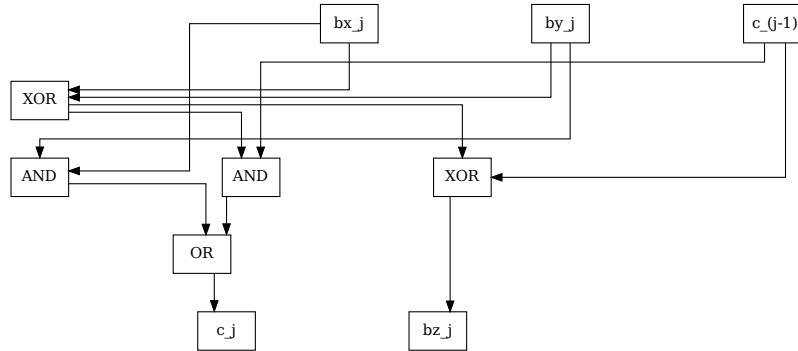 bx_j
by_j
c_(j-1)
XOR
AND
AND
XOR
OR
c_j
bz_j